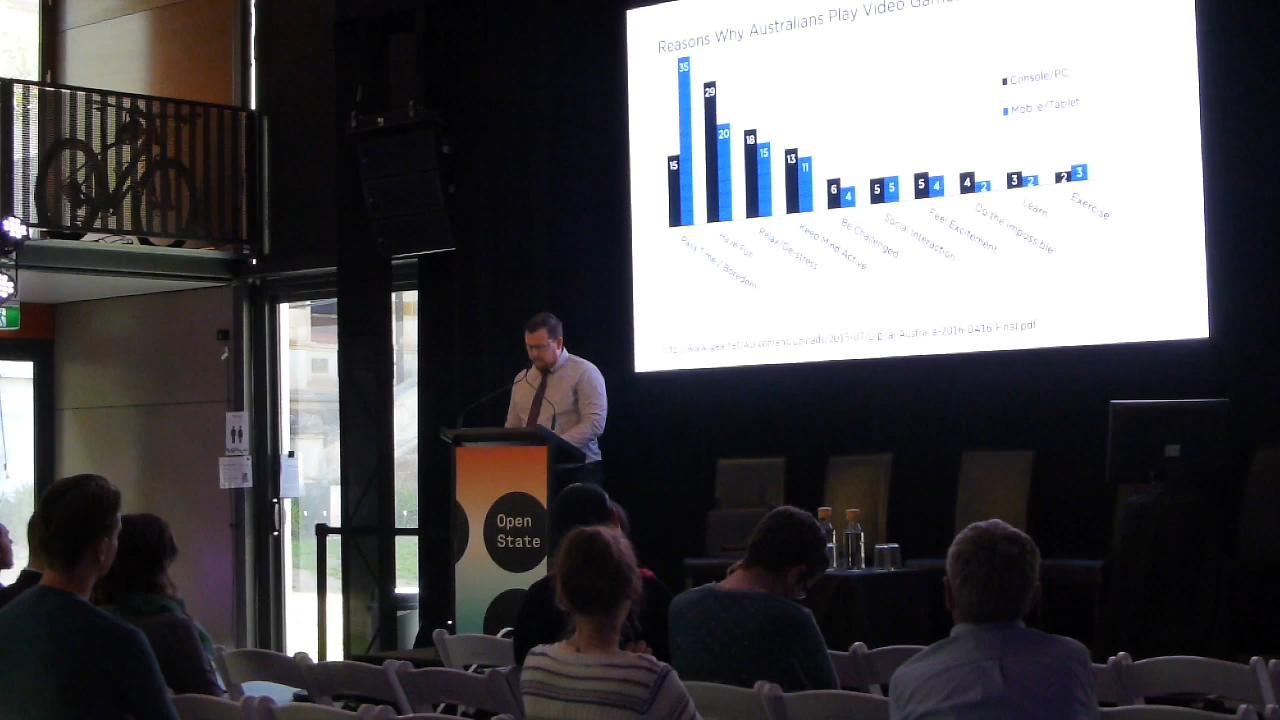 Reasons Why Australians Play Video
Console/PC
Mobile/Tablet
15 35 29 20 18 15 13 11 6 4 5 5 5 4 4 2 3 2 2 3
Pass Time / Boredom
Have Fun
Relax/De-stress
Keep Mind Active
Be Challenged
Social Interaction
Feel Excitement
Do the impossible
Learn
Exercise
Open
State